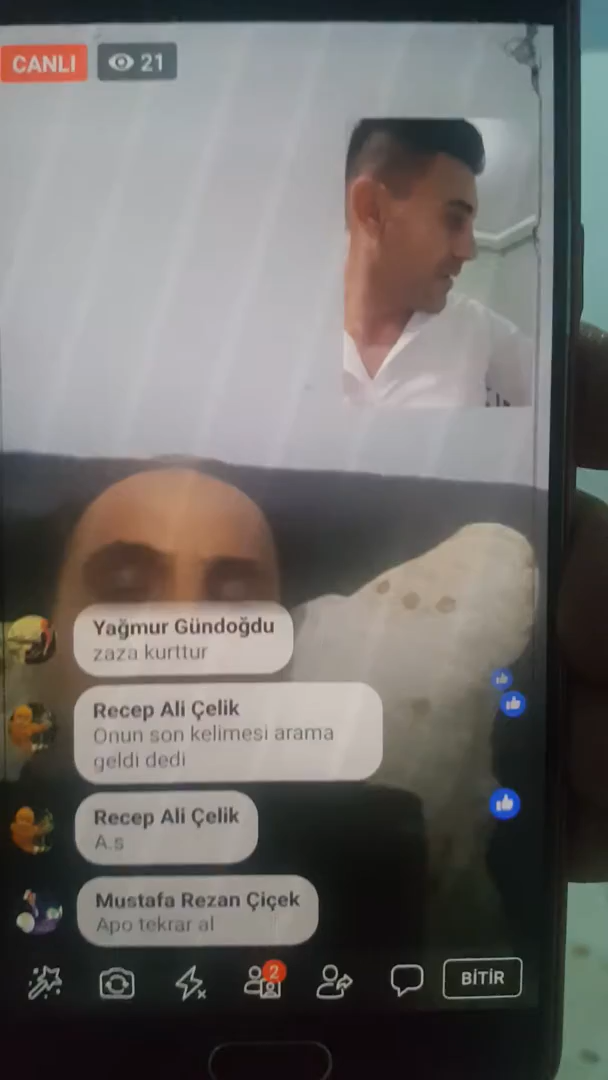 CANLI
21
Yağmur Gündoğdu
zaza kurttur
Recep Ali Çelik
Onun son kelimesi arama
geldi dedi
Recep Ali Çelik
A.s
Mustafa Rezan Çiçek
Apo tekrar al
2
BİTİR